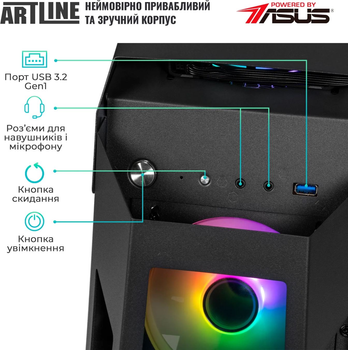 ARTLINE
НЕЙМОВІРНО ПРИВАБЛИВИЙ
ТА ЗРУЧНИЙ КОРПУС
POWERED BY
ASUS
Порт USB 3.2
Gen1
Роз'єми для
навушників і
мікрофону
Кнопка
скидання
Кнопка
увімкнення